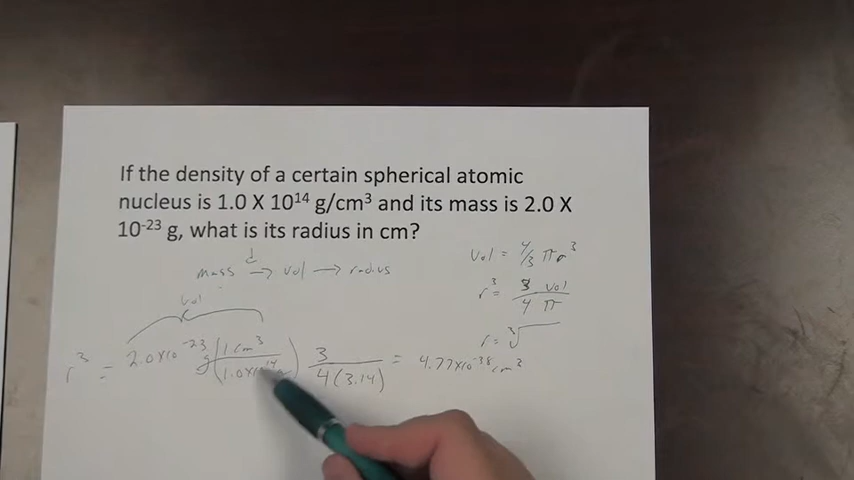 If the density of a certain spherical atomic
nucleus is 1.0 X 10¹⁴ g/cm³ and its mass is 2.0 X
10⁻²³ g, what is its radius in cm?
d
mass → vol → radius
Vol = 4/3 πr³
r³ = 3 vol / 4 π
r = ∛
vol
r³ = 2.0x10⁻²³ g (1 cm³ / 1.0x10¹⁴ g) 3 / 4(3.14) = 4.77x10⁻³⁸ cm³